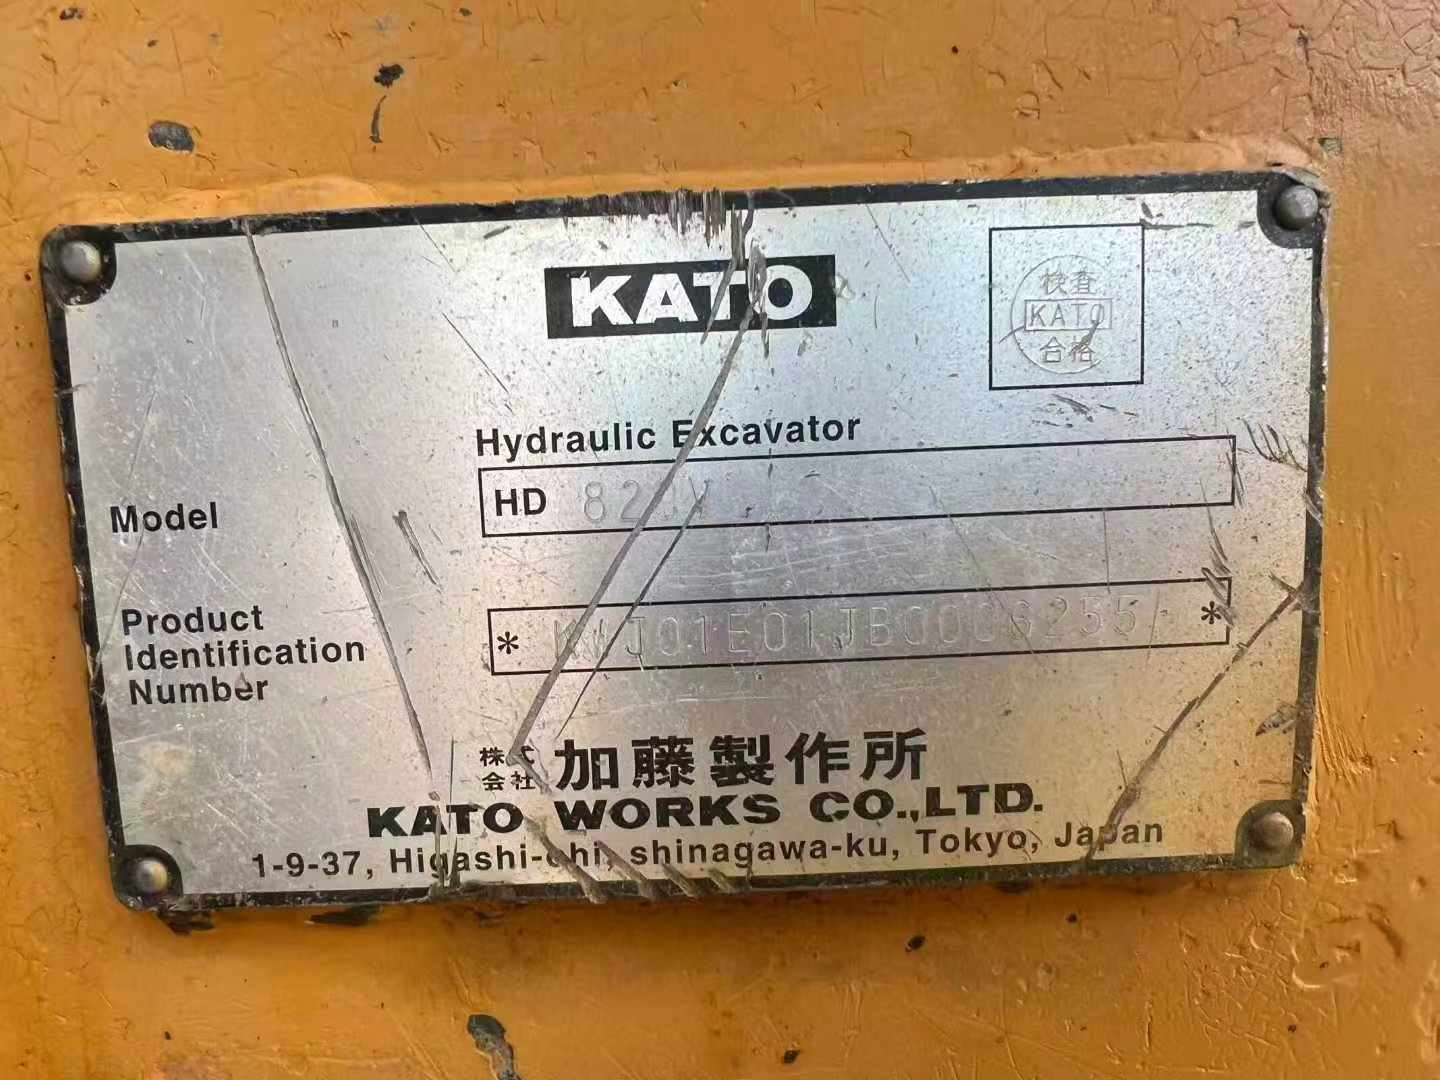 KATO
検査
KATO
合格
Hydraulic Excavator
Model
HD
Product
Identification
Number
* *
株式
会社
加藤製作所
KATO WORKS CO.,LTD.
1-9-37, Higashi-ohi, shinagawa-ku, Tokyo, Japan